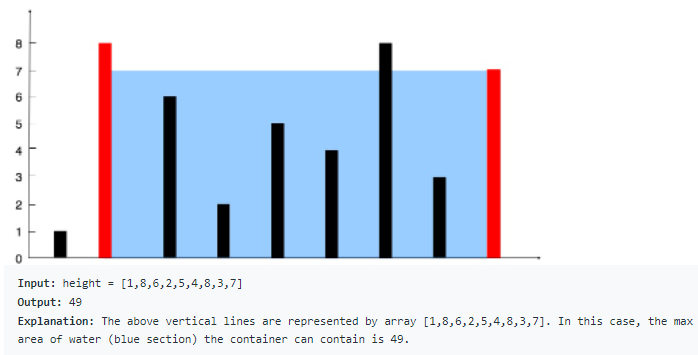 8
7
6
5
4
3
2
1
0
Input: height = [1,8,6,2,5,4,8,3,7]
Output: 49
Explanation: The above vertical lines are represented by array [1,8,6,2,5,4,8,3,7]. In this case, the max
area of water (blue section) the container can contain is 49.